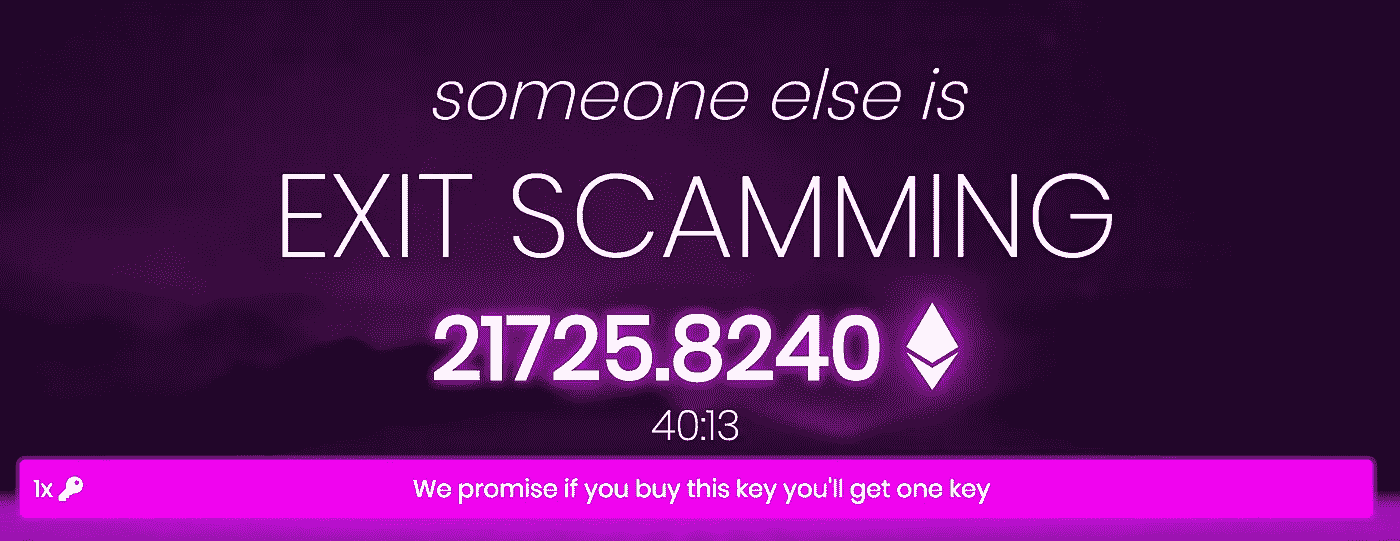 someone else is
EXIT SCAMMING
21725.8240
40:13
1x We promise if you buy this key you'll get one key